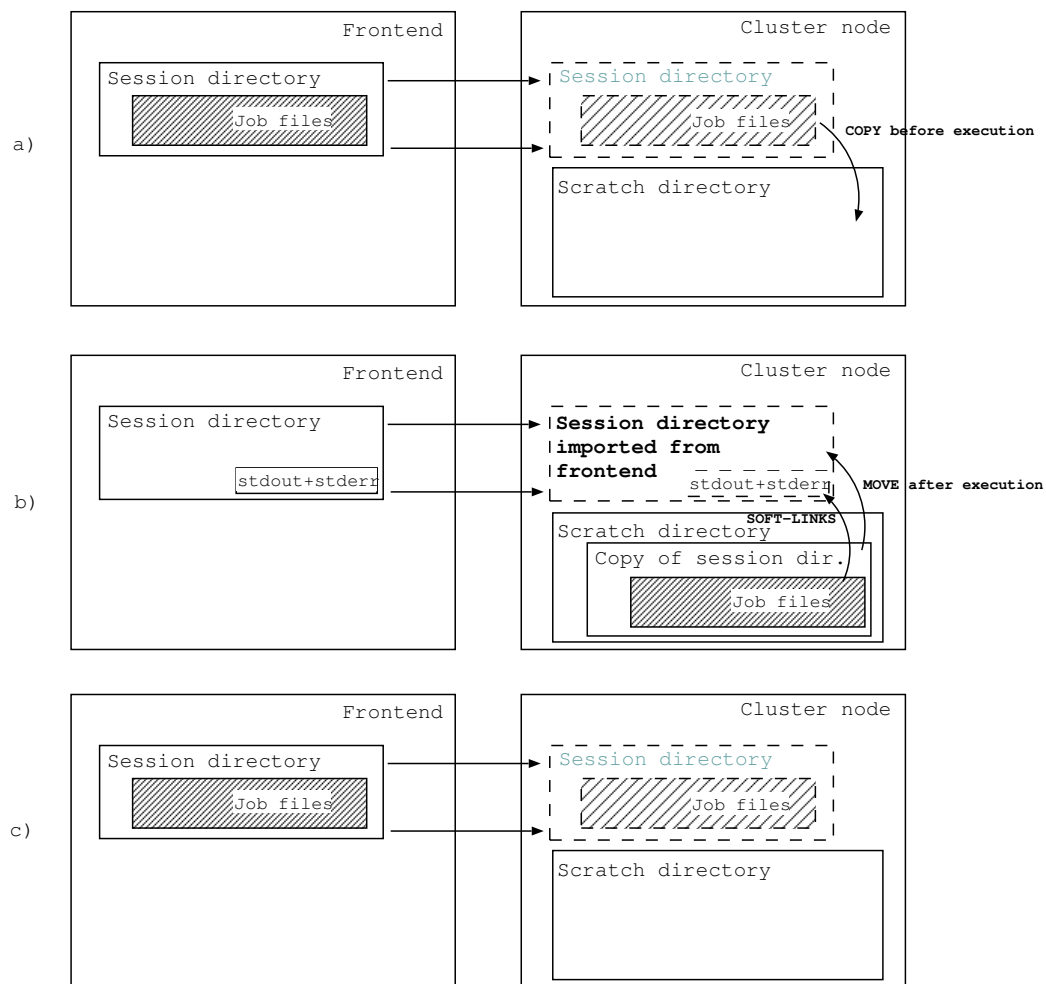 Frontend
Cluster node
Session directory
Session directory
Job files
Job files
COPY before execution
a)
Scratch directory
Frontend
Cluster node
Session directory
Session directory
imported from
frontend
stdout+stderr
stdout+stderr
MOVE after execution
b)
SOFT-LINKS
Scratch directory
Copy of session dir.
Job files
Frontend
Cluster node
Session directory
Session directory
Job files
Job files
c)
Scratch directory